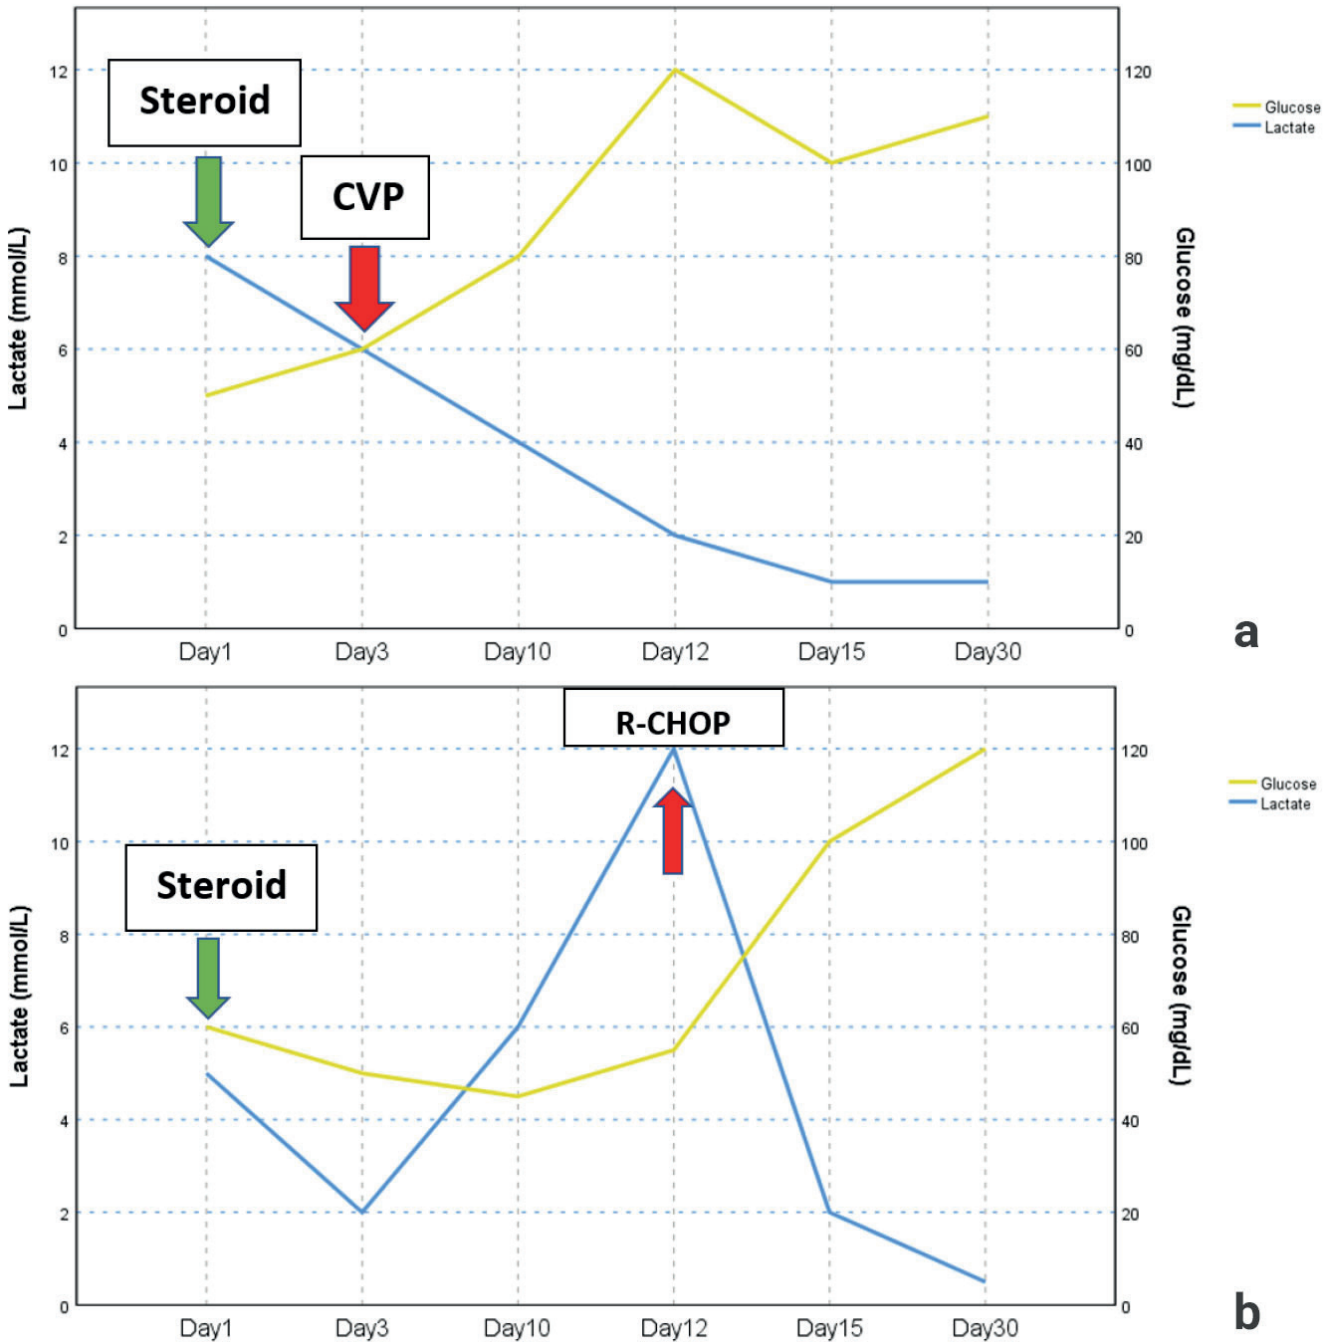 Steroid
CVP
Glucose
Lactate
Lactate (mmol/L)
12
10
8
6
4
2
0
Glucose (mg/dL)
120
100
80
60
40
20
0
Day1 Day3 Day10 Day12 Day15 Day30
a
R-CHOP
Steroid
Glucose
Lactate
Lactate (mmol/L)
12
10
8
6
4
2
0
Glucose (mg/dL)
120
100
80
60
40
20
0
Day1 Day3 Day10 Day12 Day15 Day30
b